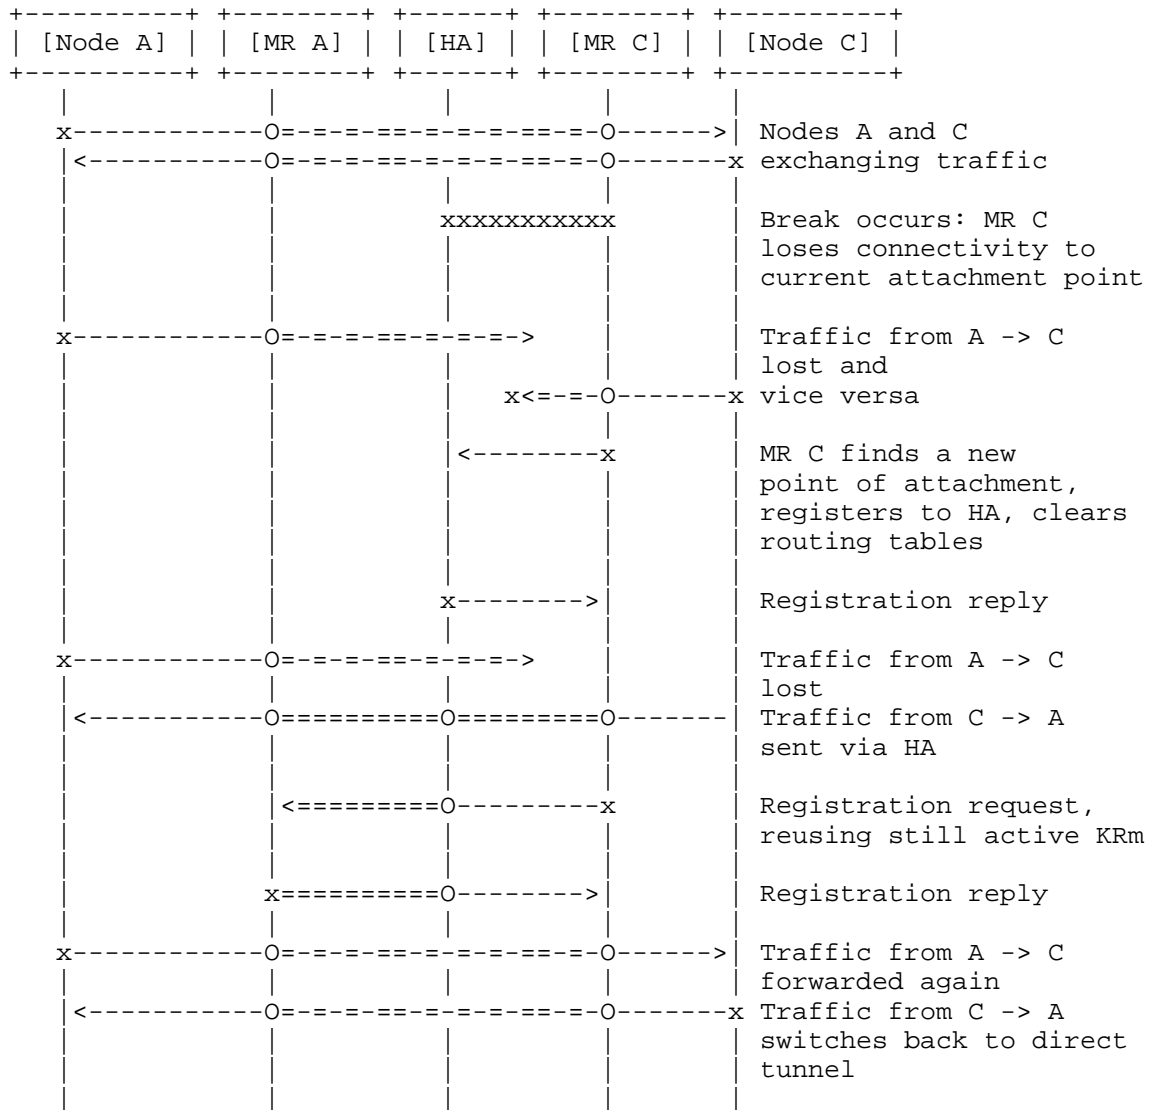 [Node A] [MR A] [HA] [MR C] [Node C]
Nodes A and C
exchanging traffic
Break occurs: MR C
loses connectivity to
current attachment point
Traffic from A -> C
lost and
vice versa
MR C finds a new
point of attachment,
registers to HA, clears
routing tables
Registration reply
Traffic from A -> C
lost
Traffic from C -> A
sent via HA
Registration request,
reusing still active KRm
Registration reply
Traffic from A -> C
forwarded again
Traffic from C -> A
switches back to direct
tunnel